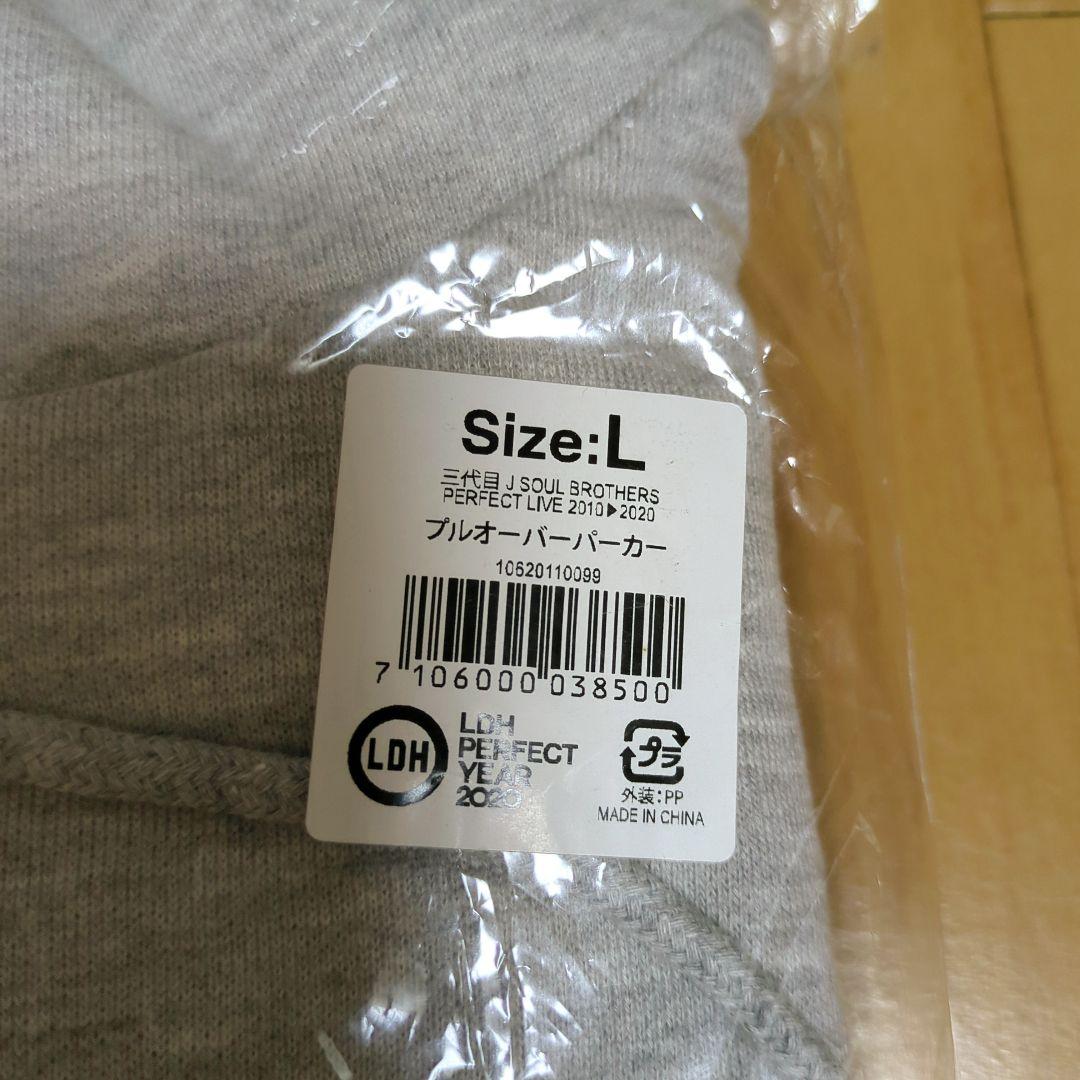 Size:L
三代目 J SOUL BROTHERS
PERFECT LIVE 2010▶2020
プルオーバーパーカー
10620110099
7 106000 038500
LDH
LDH
PERFECT
YEAR
2020
プラ
外装:PP
MADE IN CHINA